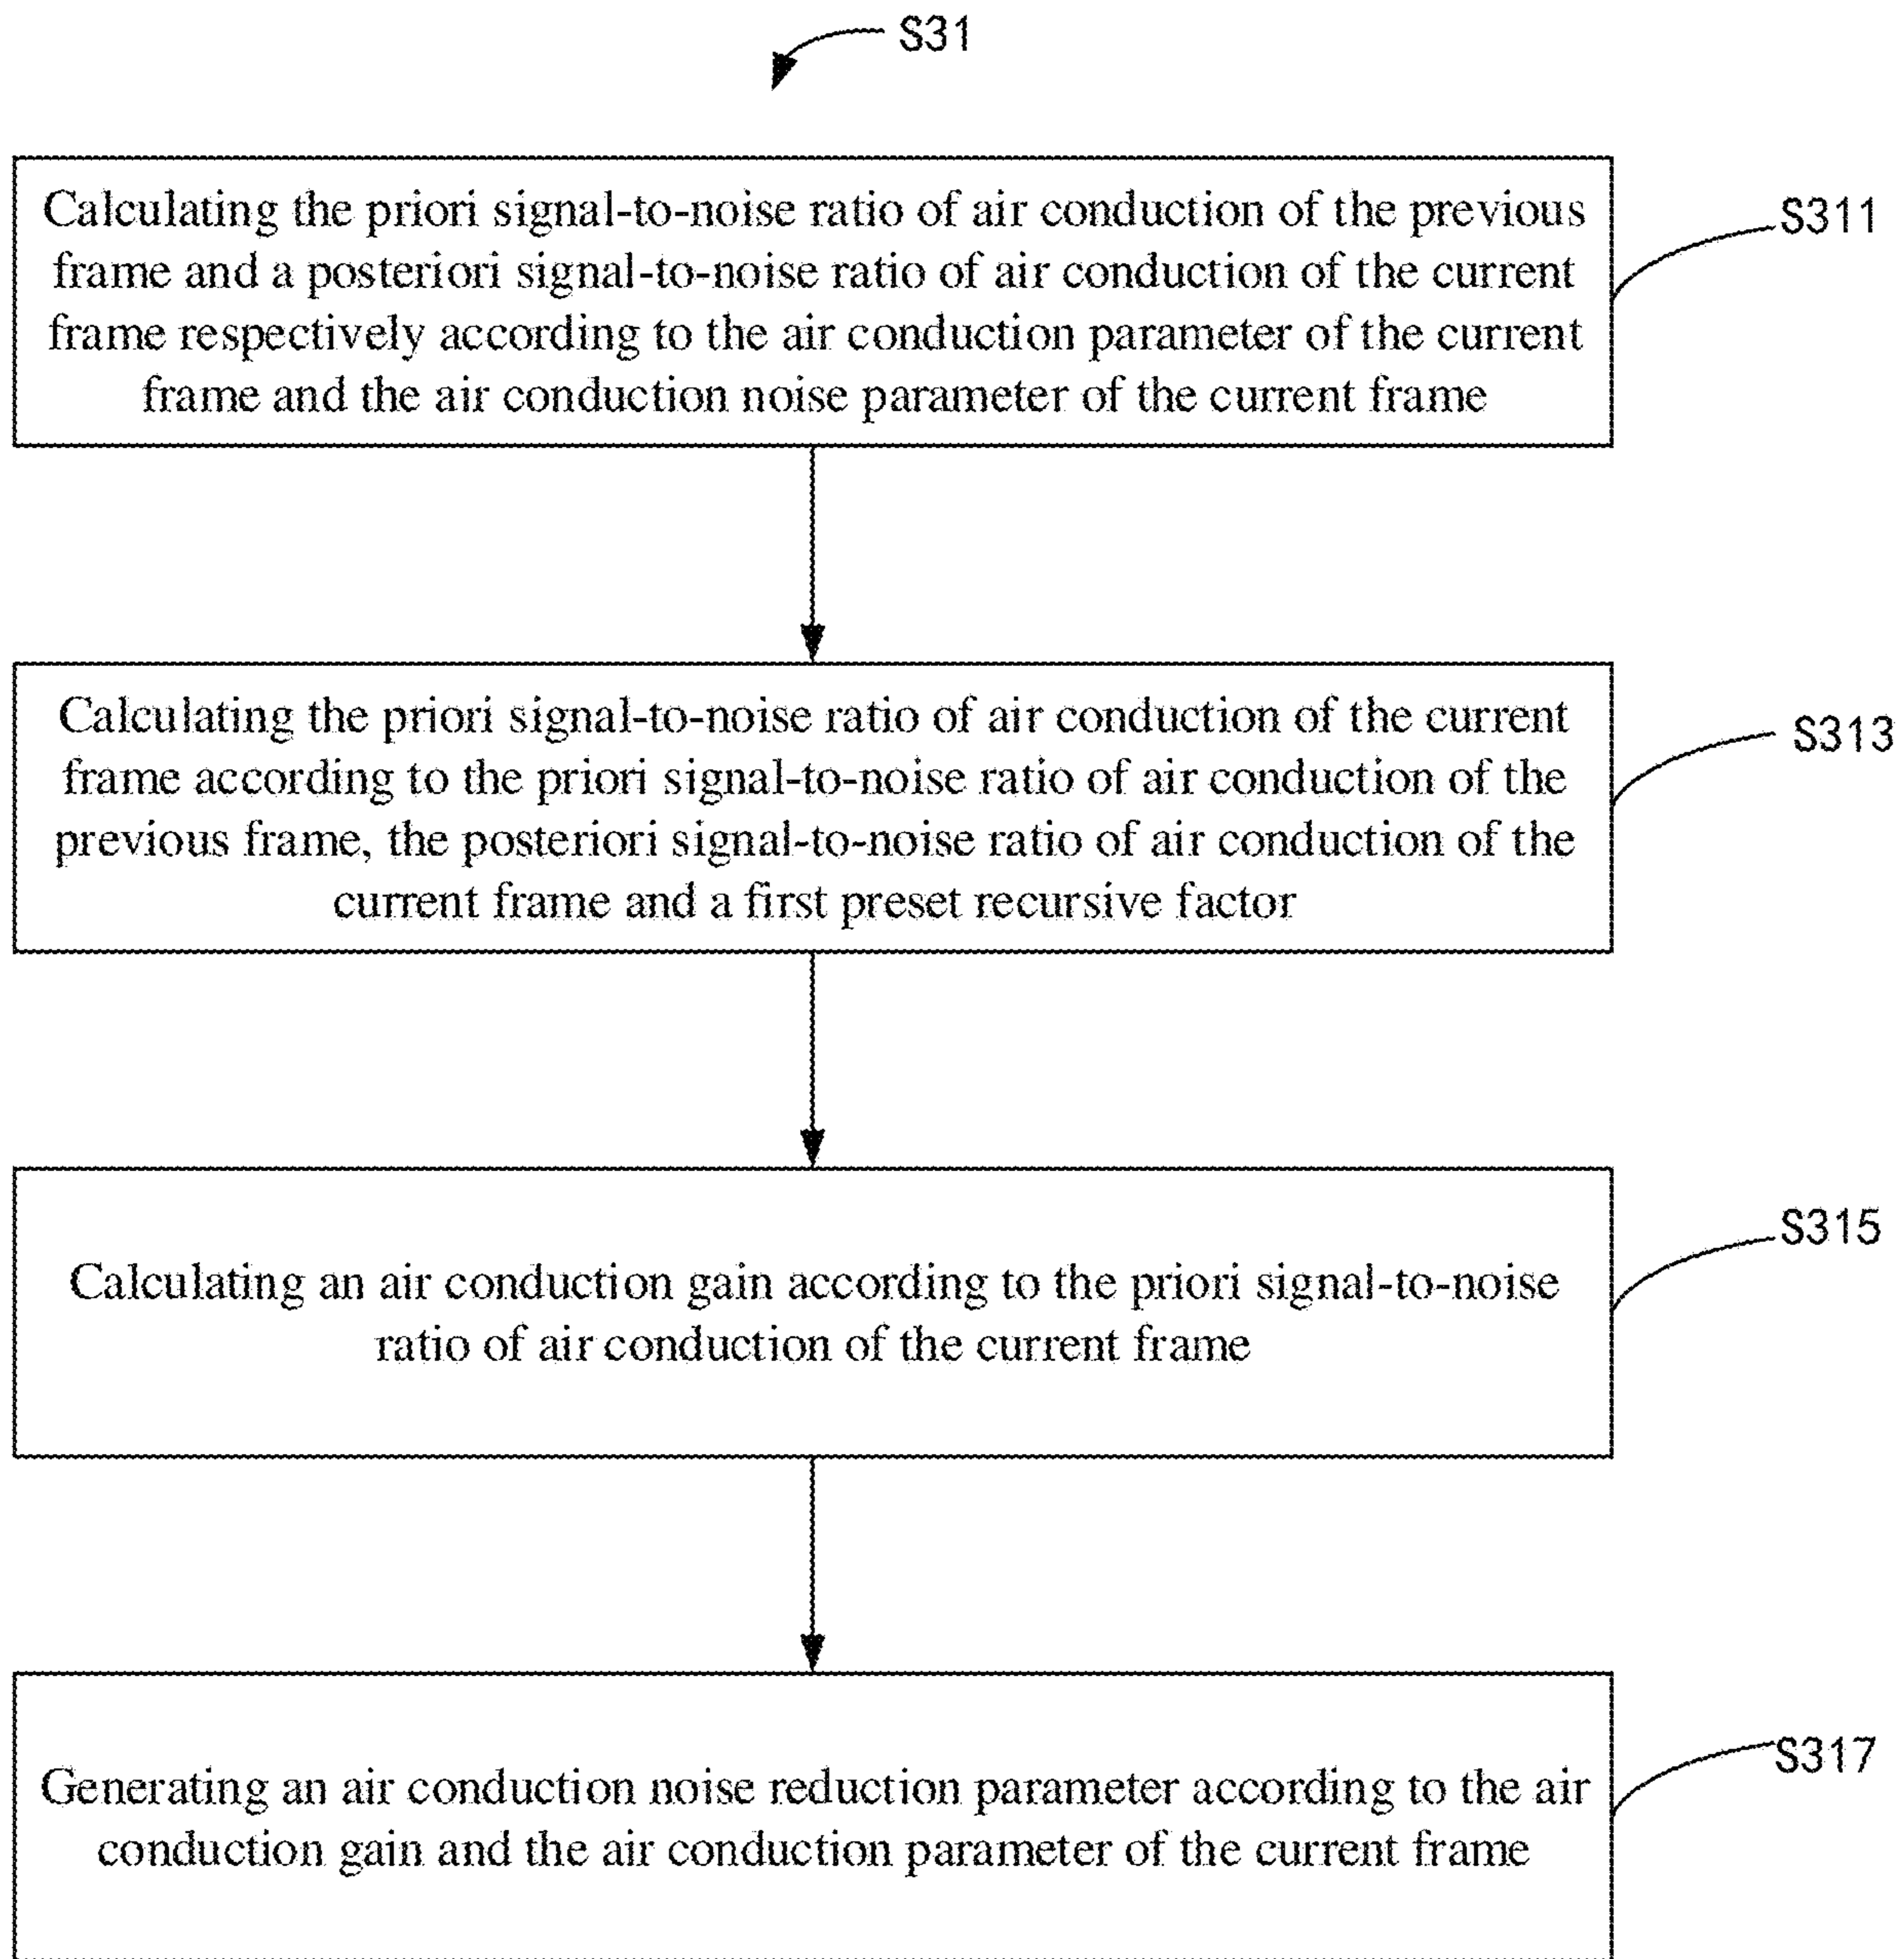 S31
Calculating the priori signal-to-noise ratio of air conduction of the previous
frame and a posteriori signal-to-noise ratio of air conduction of the current
frame respectively according to the air conduction parameter of the current
frame and the air conduction noise parameter of the current frame
S311
Calculating the priori signal-to-noise ratio of air conduction of the current
frame according to the priori signal-to-noise ratio of air conduction of the
previous frame, the posteriori signal-to-noise ratio of air conduction of the
current frame and a first preset recursive factor
S313
Calculating an air conduction gain according to the priori signal-to-noise
ratio of air conduction of the current frame
S315
Generating an air conduction noise reduction parameter according to the air
conduction gain and the air conduction parameter of the current frame
S317